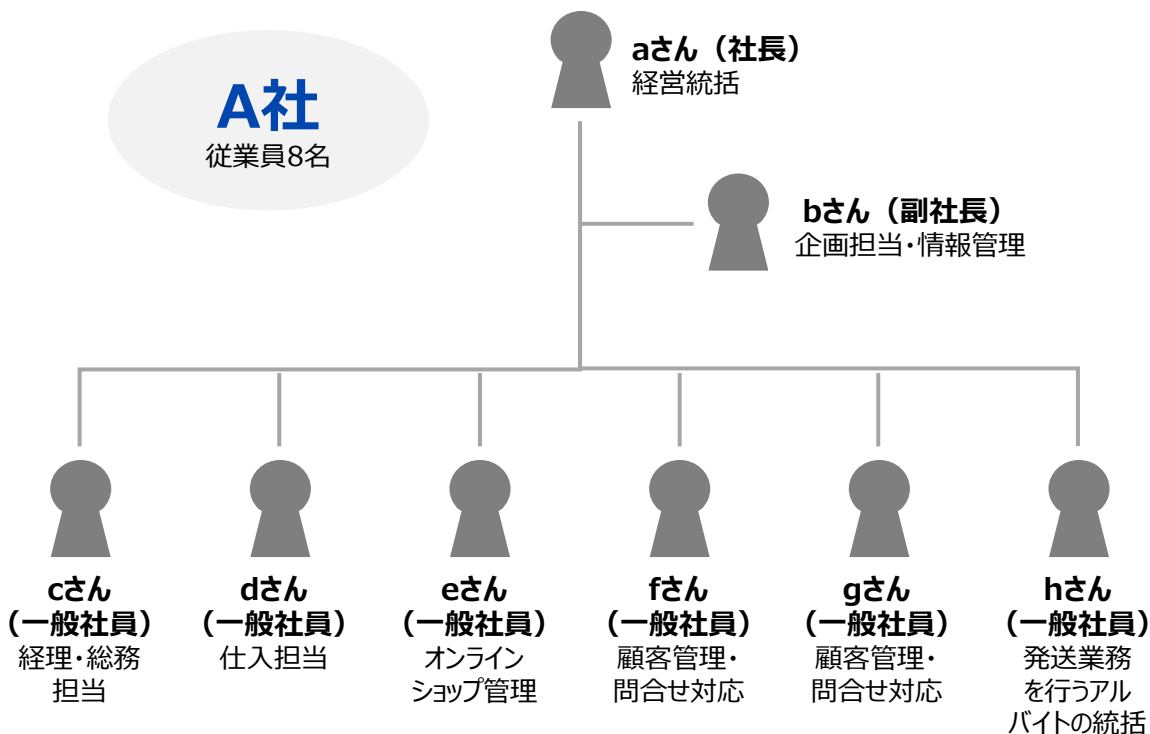 A社
従業員8名
aさん（社長）
経営統括
bさん（副社長）
企画担当・情報管理
cさん
（一般社員）
経理・総務
担当
dさん
（一般社員）
仕入担当
eさん
（一般社員）
オンライン
ショップ管理
fさん
（一般社員）
顧客管理・
問合せ対応
gさん
（一般社員）
顧客管理・
問合せ対応
hさん
（一般社員）
発送業務
を行うアル
バイトの統括